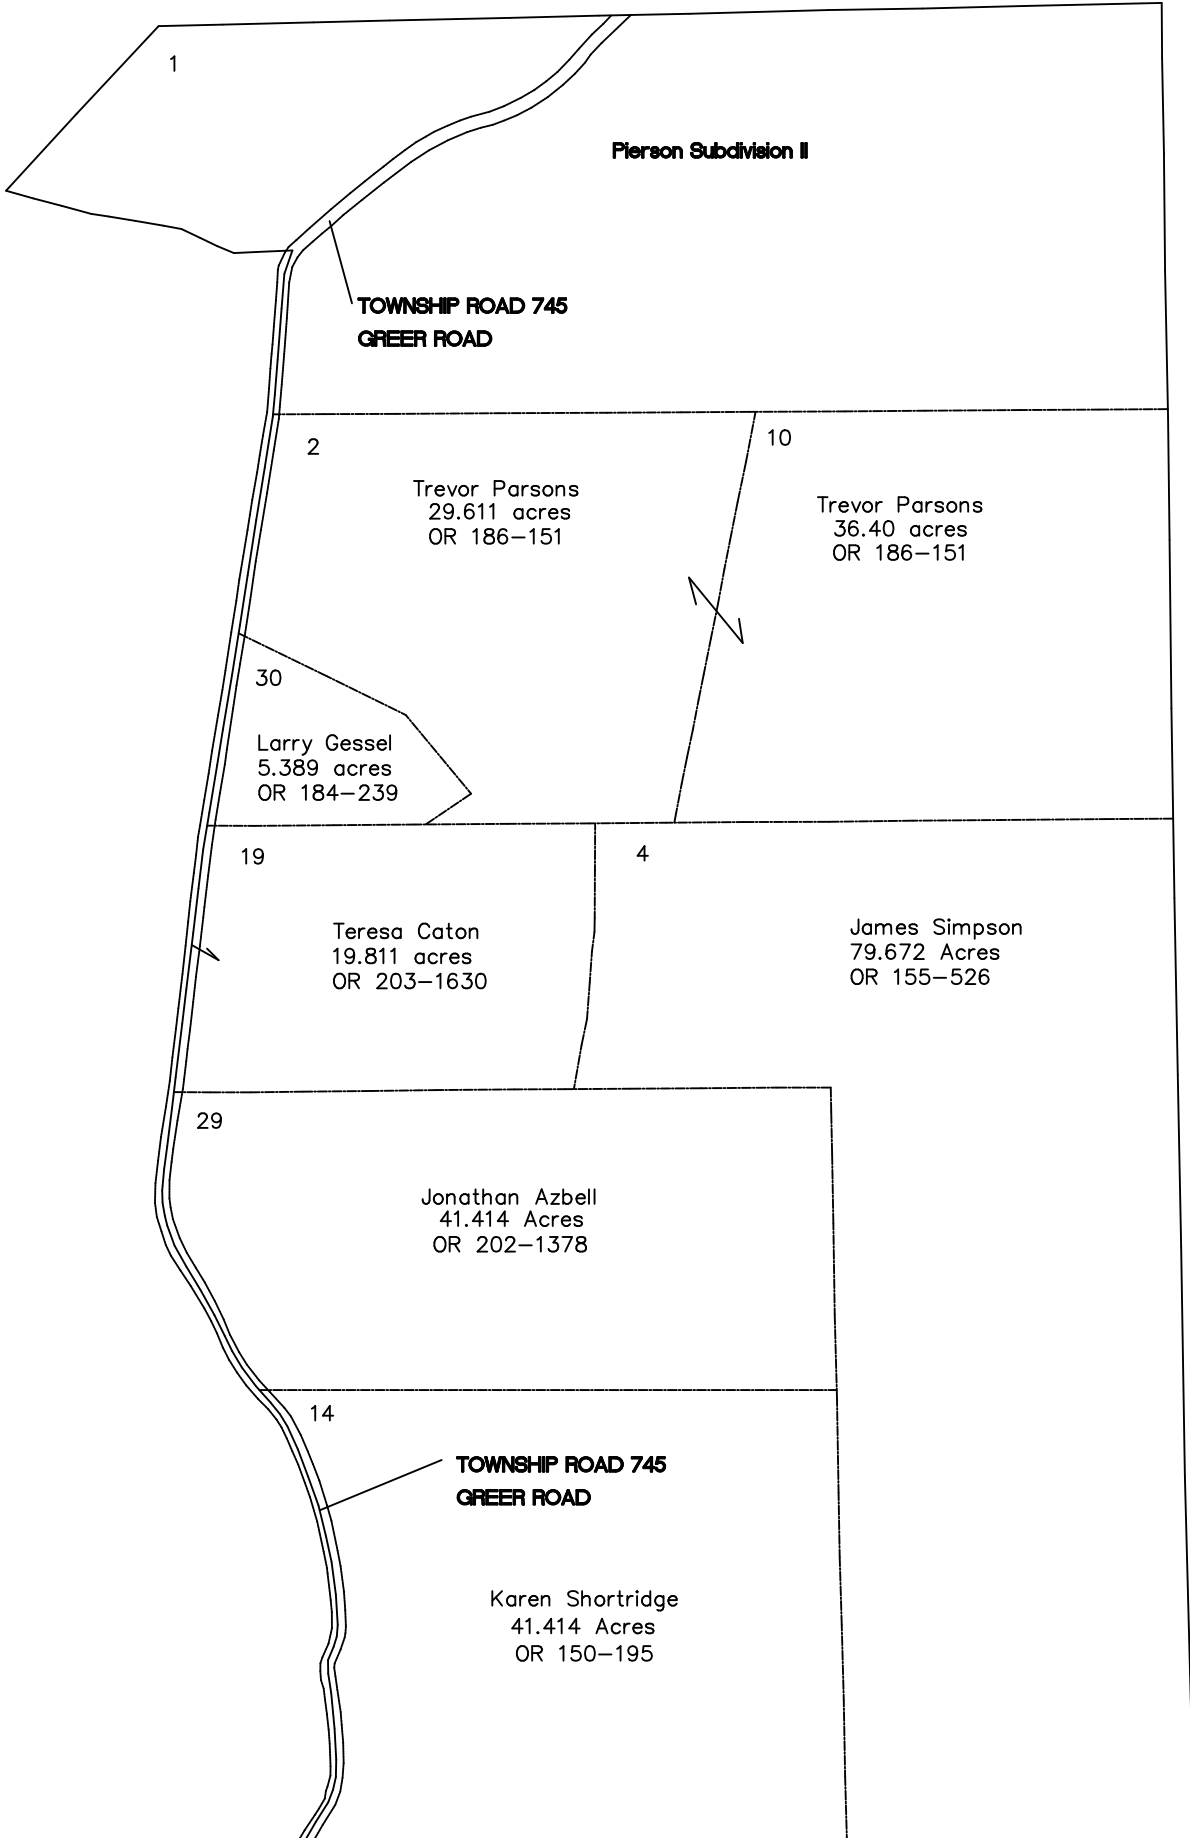 1
Pierson Subdivision II
TOWNSHIP ROAD 745
GREER ROAD
2
Trevor Parsons
29.611 acres
OR 186-151
10
Trevor Parsons
36.40 acres
OR 186-151
30
Larry Gessel
5.389 acres
OR 184-239
19
Teresa Caton
19.811 acres
OR 203-1630
4
James Simpson
79.672 Acres
OR 155-526
29
Jonathan Azbell
41.414 Acres
OR 202-1378
14
TOWNSHIP ROAD 745
GREER ROAD
Karen Shortridge
41.414 Acres
OR 150-195